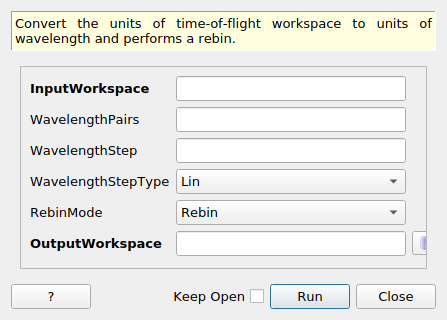 Convert the units of time-of-flight workspace to units of
wavelength and performs a rebin.
InputWorkspace
WavelengthPairs
WavelengthStep
WavelengthStepType Lin
RebinMode Rebin
OutputWorkspace
? Keep Open Run Close